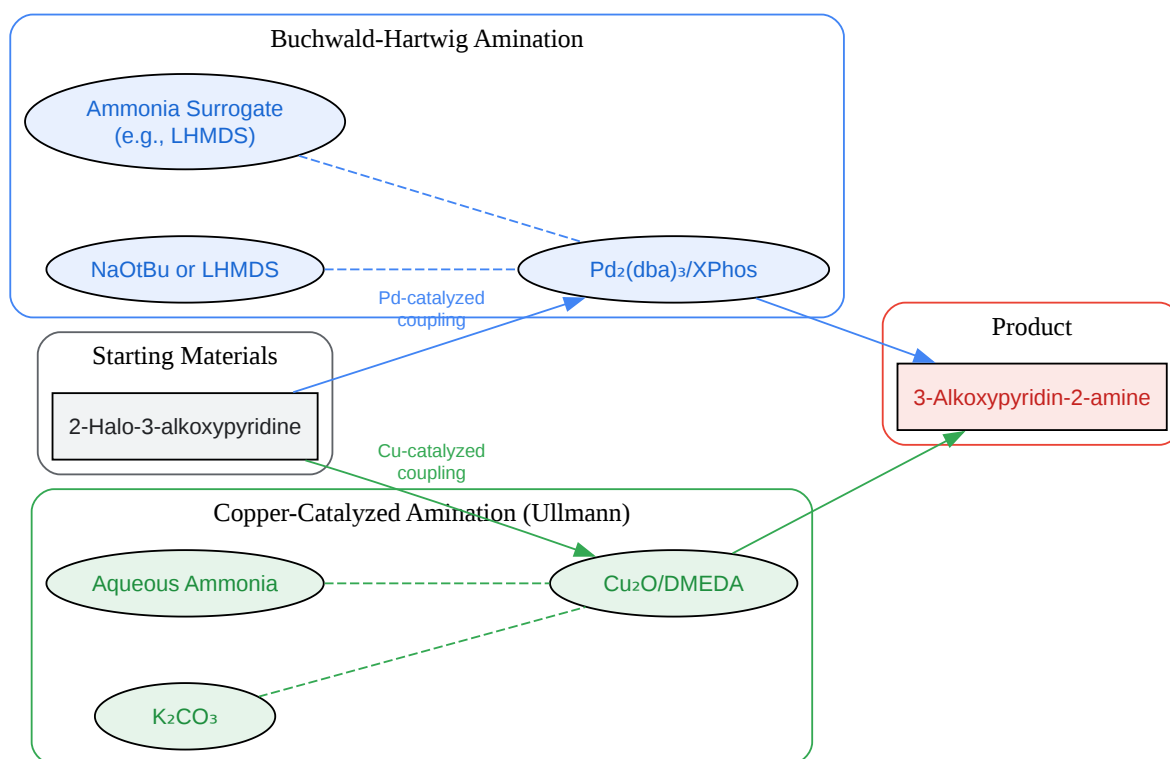 Buchwald-Hartwig Amination
Ammonia Surrogate
(e.g., LHMDS)
NaOtBu or LHMDS
Pd₂(dba)₃/XPhos
Pd-catalyzed
coupling
Starting Materials
2-Halo-3-alkoxypyridine
Product
3-Alkoxypyridin-2-amine
Cu-catalyzed
coupling
Copper-Catalyzed Amination (Ullmann)
Aqueous Ammonia
Cu₂O/DMEDA
K₂CO₃